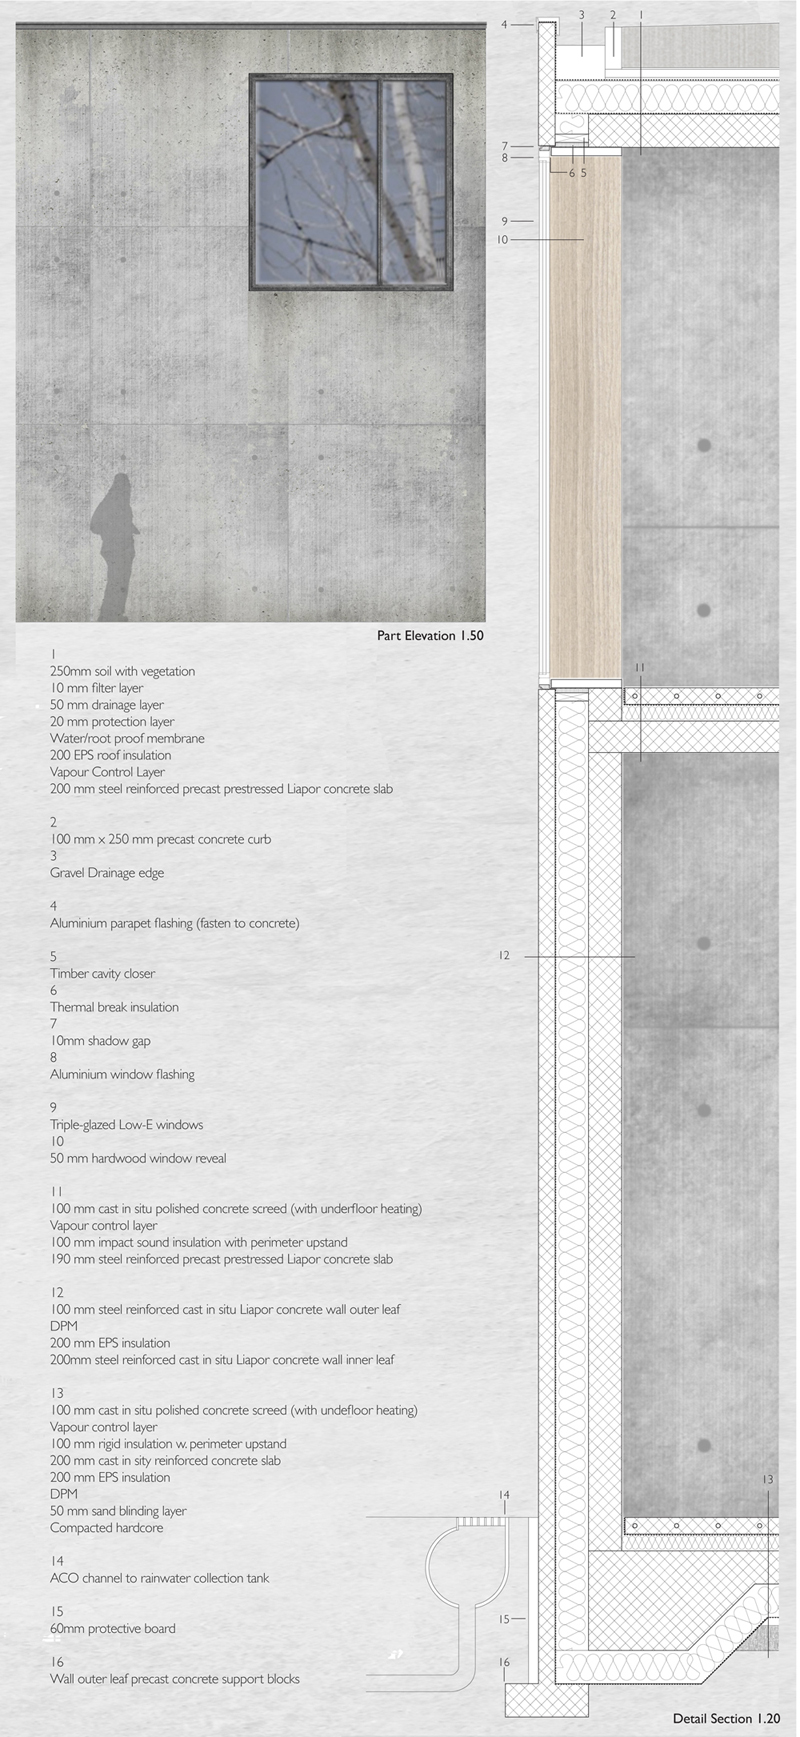 4
3
2
1
7
8
6 5
9
10
Part Elevation 1.50
1
250mm soil with vegetation
10 mm filter layer
50 mm drainage layer
20 mm protection layer
Water/root proof membrane
200 EPS roof insulation
Vapour Control Layer
200 mm steel reinforced precast prestressed Liapor concrete slab
2
100 mm x 250 mm precast concrete curb
3
Gravel Drainage edge
4
Aluminium parapet flashing (fasten to concrete)
5
Timber cavity closer
6
Thermal break insulation
7
10mm shadow gap
8
Aluminium window flashing
9
Triple-glazed Low-E windows
10
50 mm hardwood window reveal
11
100 mm cast in situ polished concrete screed (with underfloor heating)
Vapour control layer
100 mm impact sound insulation with perimeter upstand
190 mm steel reinforced precast prestressed Liapor concrete slab
12
100 mm steel reinforced cast in situ Liapor concrete wall outer leaf
DPM
200 mm EPS insulation
200mm steel reinforced cast in situ Liapor concrete wall inner leaf
13
100 mm cast in situ polished concrete screed (with undefloor heating)
Vapour control layer
100 mm rigid insulation w. perimeter upstand
200 mm cast in sity reinforced concrete slab
200 mm EPS insulation
DPM
50 mm sand blinding layer
Compacted hardcore
14
ACO channel to rainwater collection tank
15
60mm protective board
16
Wall outer leaf precast concrete support blocks
11
12
13
14
15
16
Detail Section 1.20